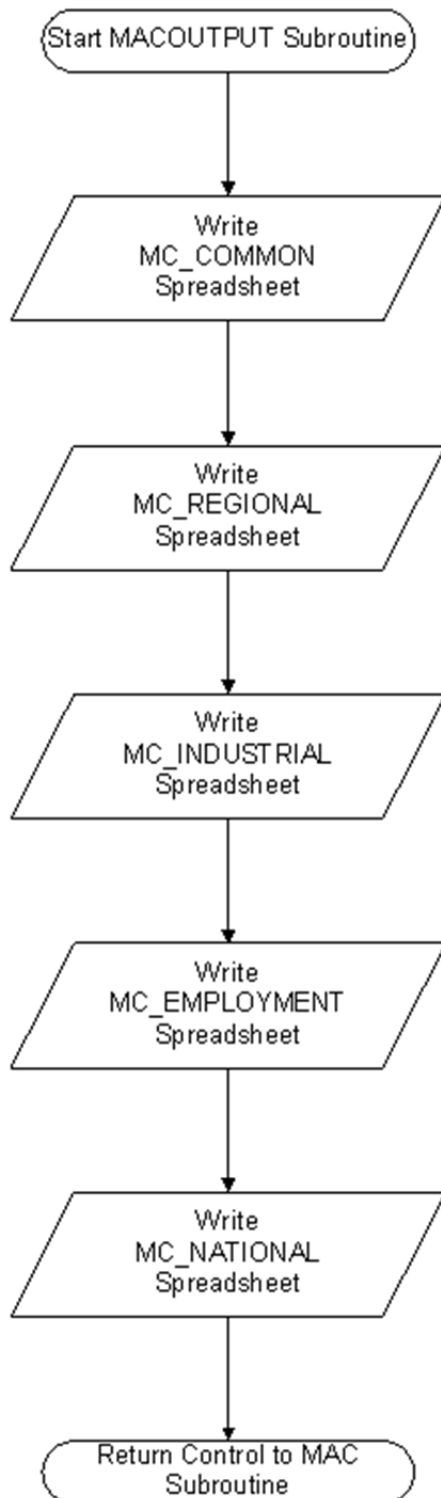 Start MACOUTPUT Subroutine
Write
MC_COMMON
Spreadsheet
Write
MC_REGIONAL
Spreadsheet
Write
MC_INDUSTRIAL
Spreadsheet
Write
MC_EMPLOYMENT
Spreadsheet
Write
MC_NATIONAL
Spreadsheet
Return Control to MAC
Subroutine